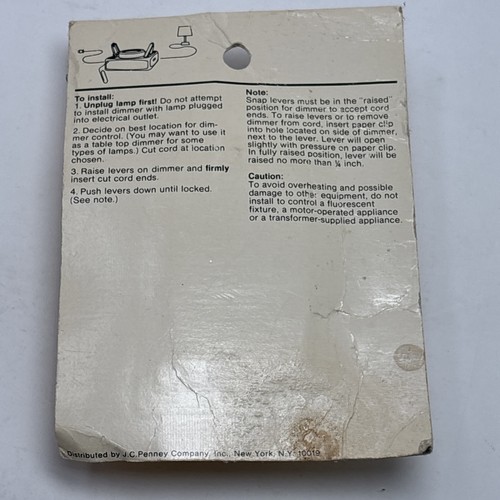 To install:
1. Unplug lamp first! Do not attempt
to install dimmer with lamp plugged
into electrical outlet.
2. Decide on best location for dim-
mer control. (You may want to use it
as a table top dimmer for some
types of lamps.) Cut cord at location
chosen.
3. Raise levers on dimmer and firmly
insert cut cord ends.
4. Push levers down until locked.
(See note.)
Note:
Snap levers must be in the "raised"
position for dimmer to accept cord
ends. To raise levers or to remove
dimmer from cord, insert paper clip
into hole located on side of dimmer,
next to the lever. Lever will open
slightly with pressure on paper clip.
In fully raised position, lever will be
raised no more than ¼ inch.
Caution:
To avoid overheating and possible
damage to other equipment, do not
install to control a fluorescent
fixture, a motor-operated appliance
or a transformer-supplied appliance.
Distributed by J.C. Penney Company, Inc., New York, N.Y. 10019